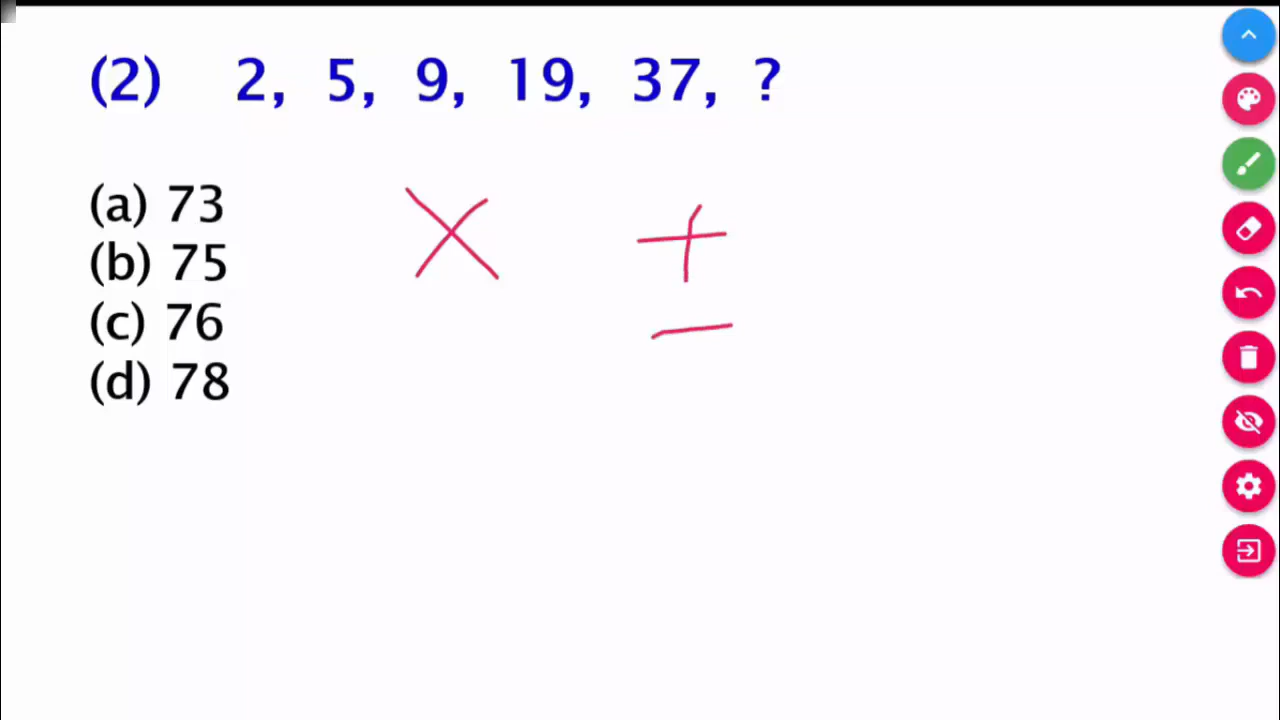 (2) 2, 5, 9, 19, 37, ?
(a) 73
(b) 75
(c) 76
(d) 78
× +
−